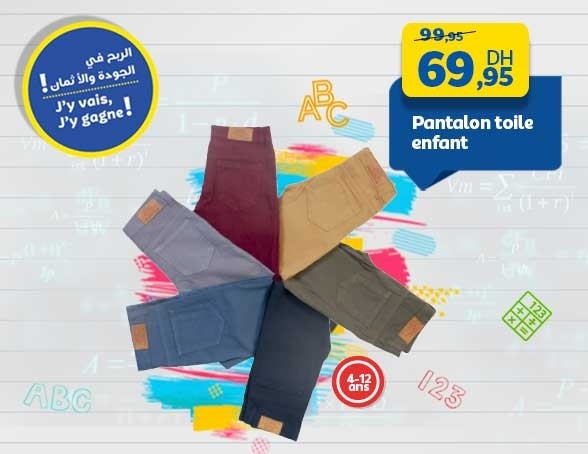 الربح في
الجودة والأثمان!
J'y vais,
J'y gagne!
99,95
69,95 DH
Pantalon toile
enfant
ABC
4-12
ans
ABC
123
123